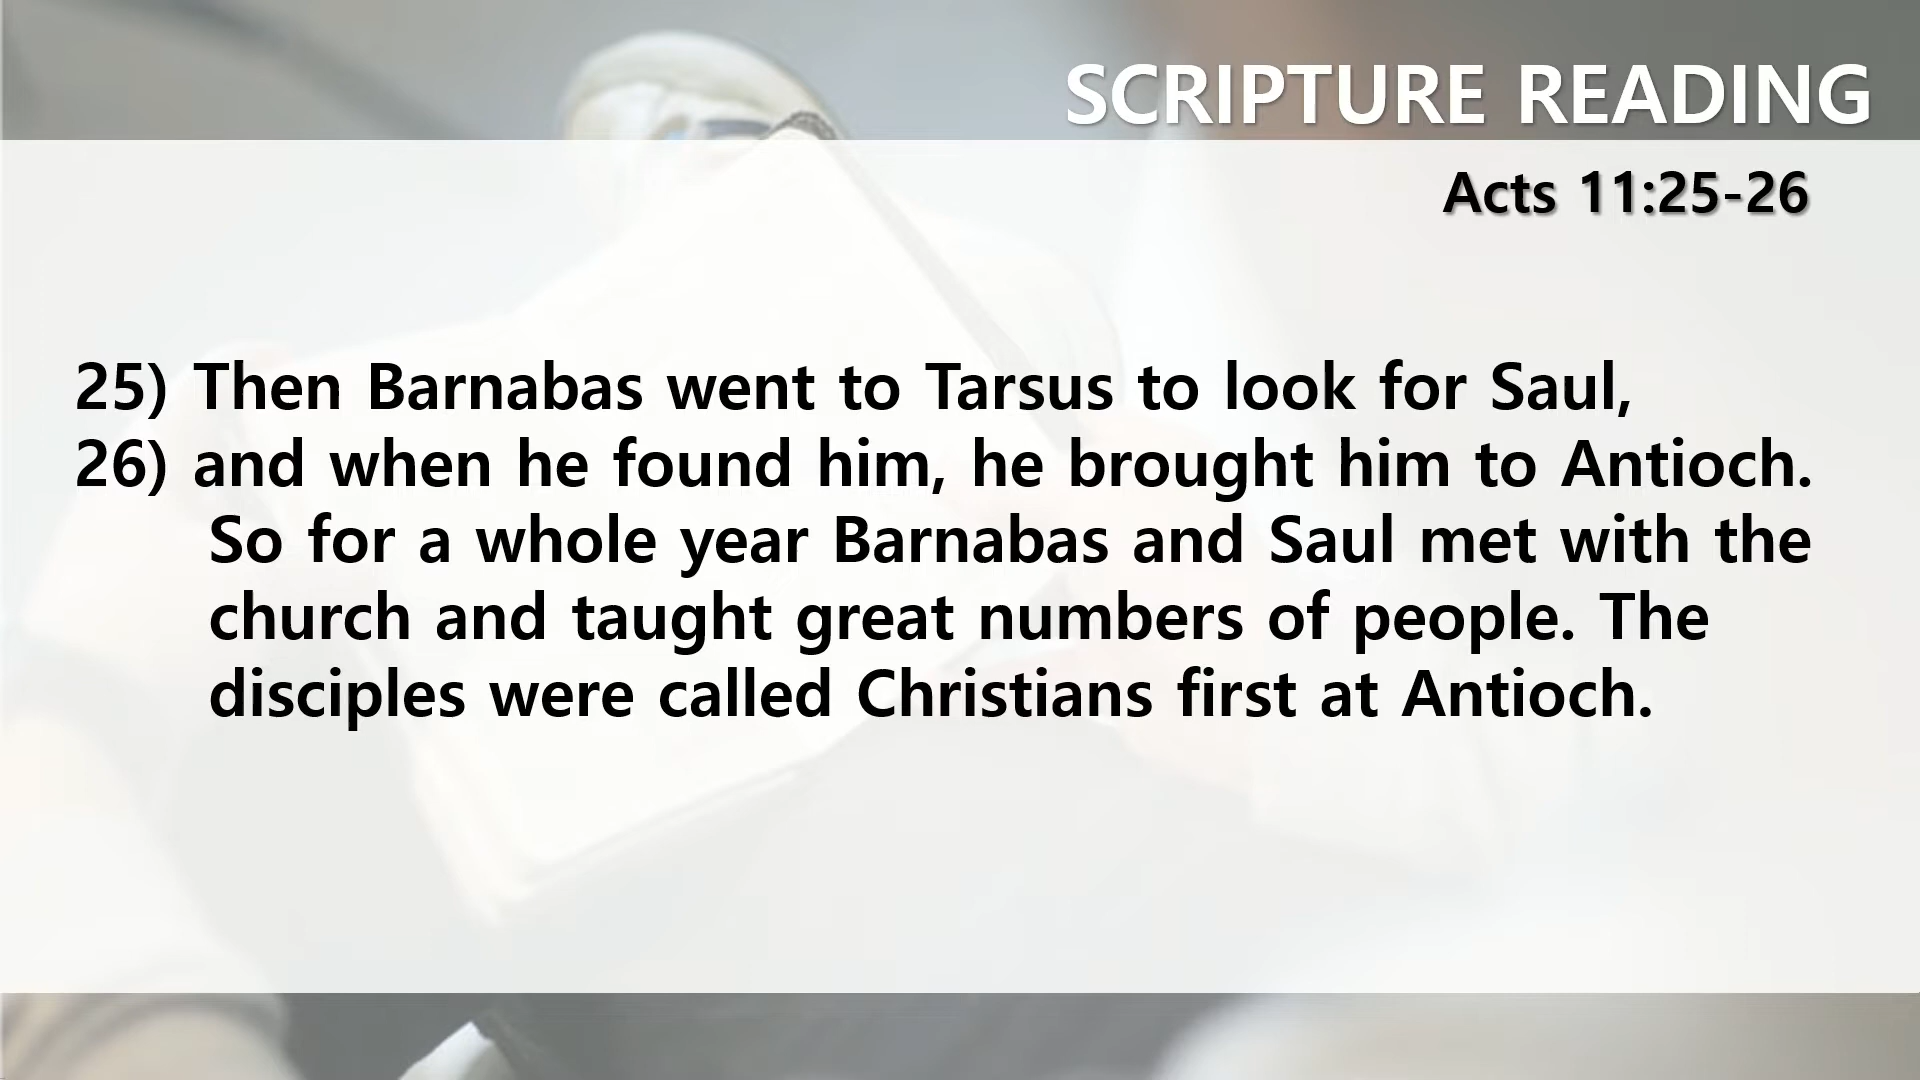 SCRIPTURE READING
Acts 11:25-26
25) Then Barnabas went to Tarsus to look for Saul,
26) and when he found him, he brought him to Antioch.
So for a whole year Barnabas and Saul met with the
church and taught great numbers of people. The
disciples were called Christians first at Antioch.